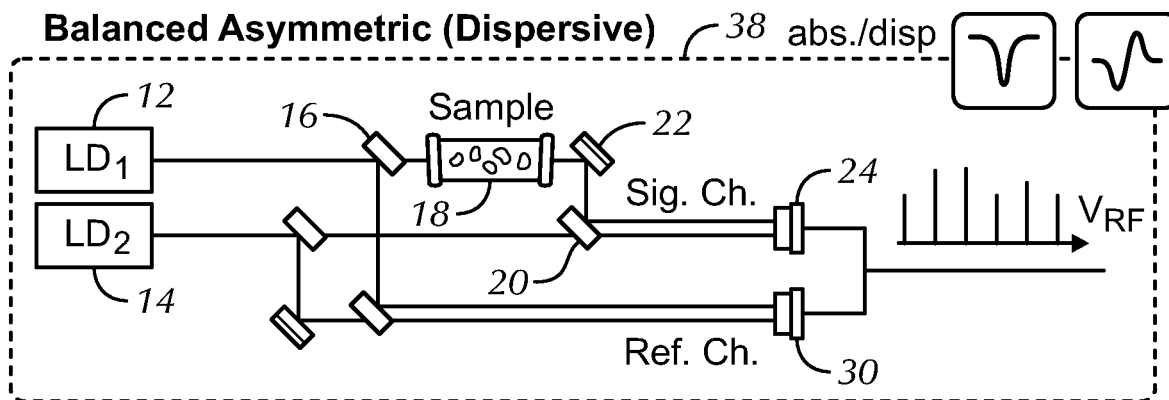 Balanced Asymmetric (Dispersive)
38
abs./disp
12
16
Sample
22
LD1
18
Sig. Ch.
24
VRF
LD2
20
14
Ref. Ch.
30